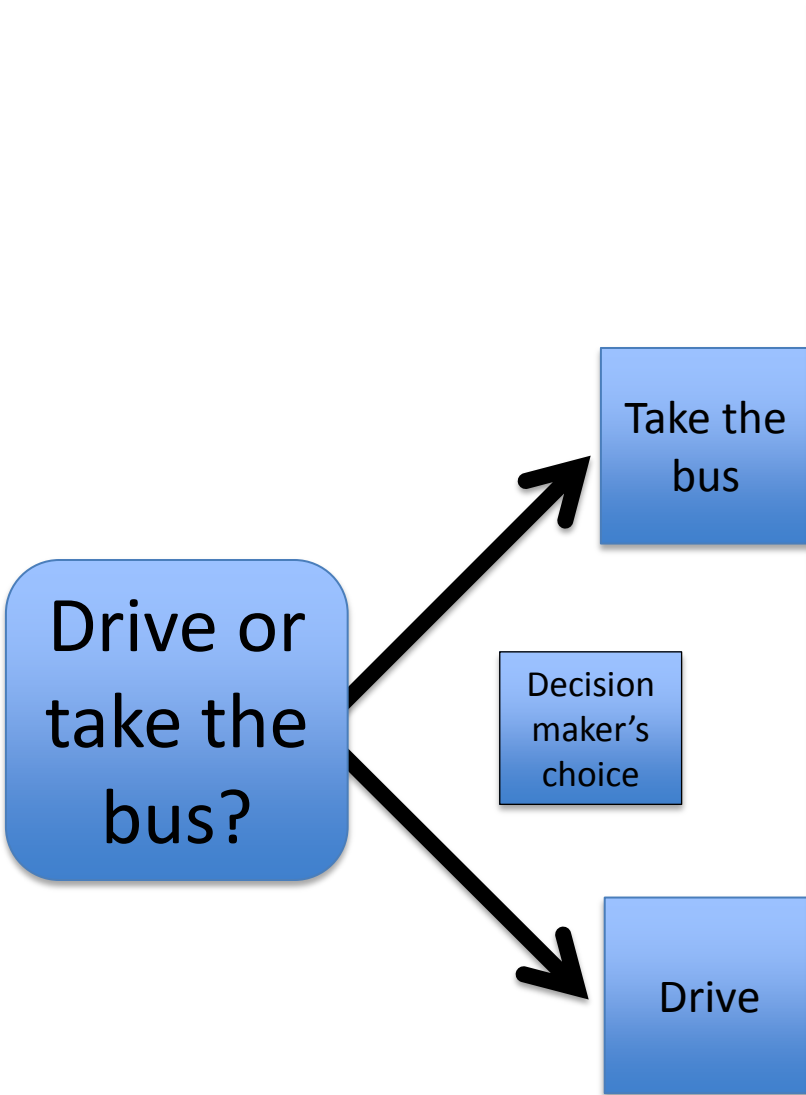 Drive or
take the
bus?
Take the
bus
Decision
maker’s
choice
Drive